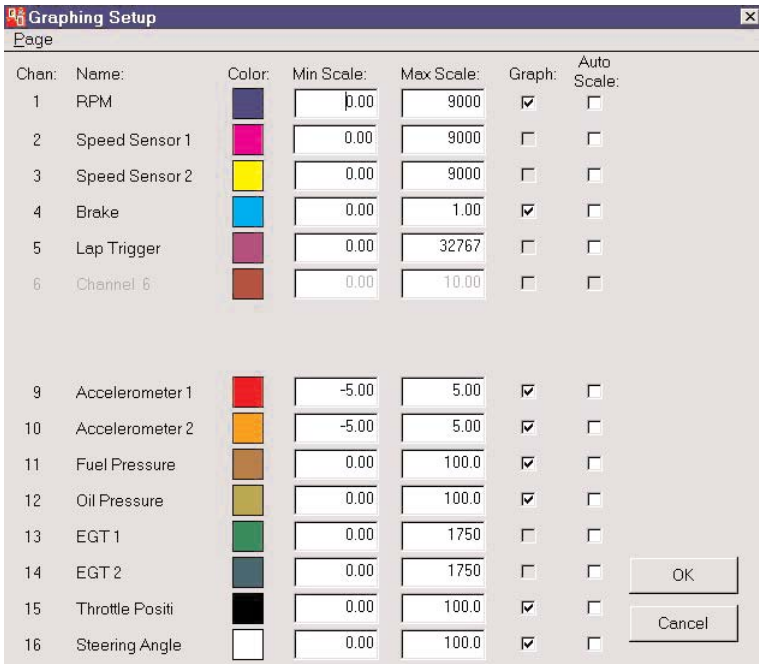 Graphing Setup
Page
Chan: Name: Color: Min Scale: Max Scale: Graph: Auto Scale:
1 RPM 0.00 9000
2 Speed Sensor 1 0.00 9000
3 Speed Sensor 2 0.00 9000
4 Brake 0.00 1.00
5 Lap Trigger 0.00 32767
6 Channel 6 0.00 10.00
9 Accelerometer 1 -5.00 5.00
10 Accelerometer 2 -5.00 5.00
11 Fuel Pressure 0.00 100.0
12 Oil Pressure 0.00 100.0
13 EGT 1 0.00 1750
14 EGT 2 0.00 1750
OK
15 Throttle Positi 0.00 100.0
Cancel
16 Steering Angle 0.00 100.0